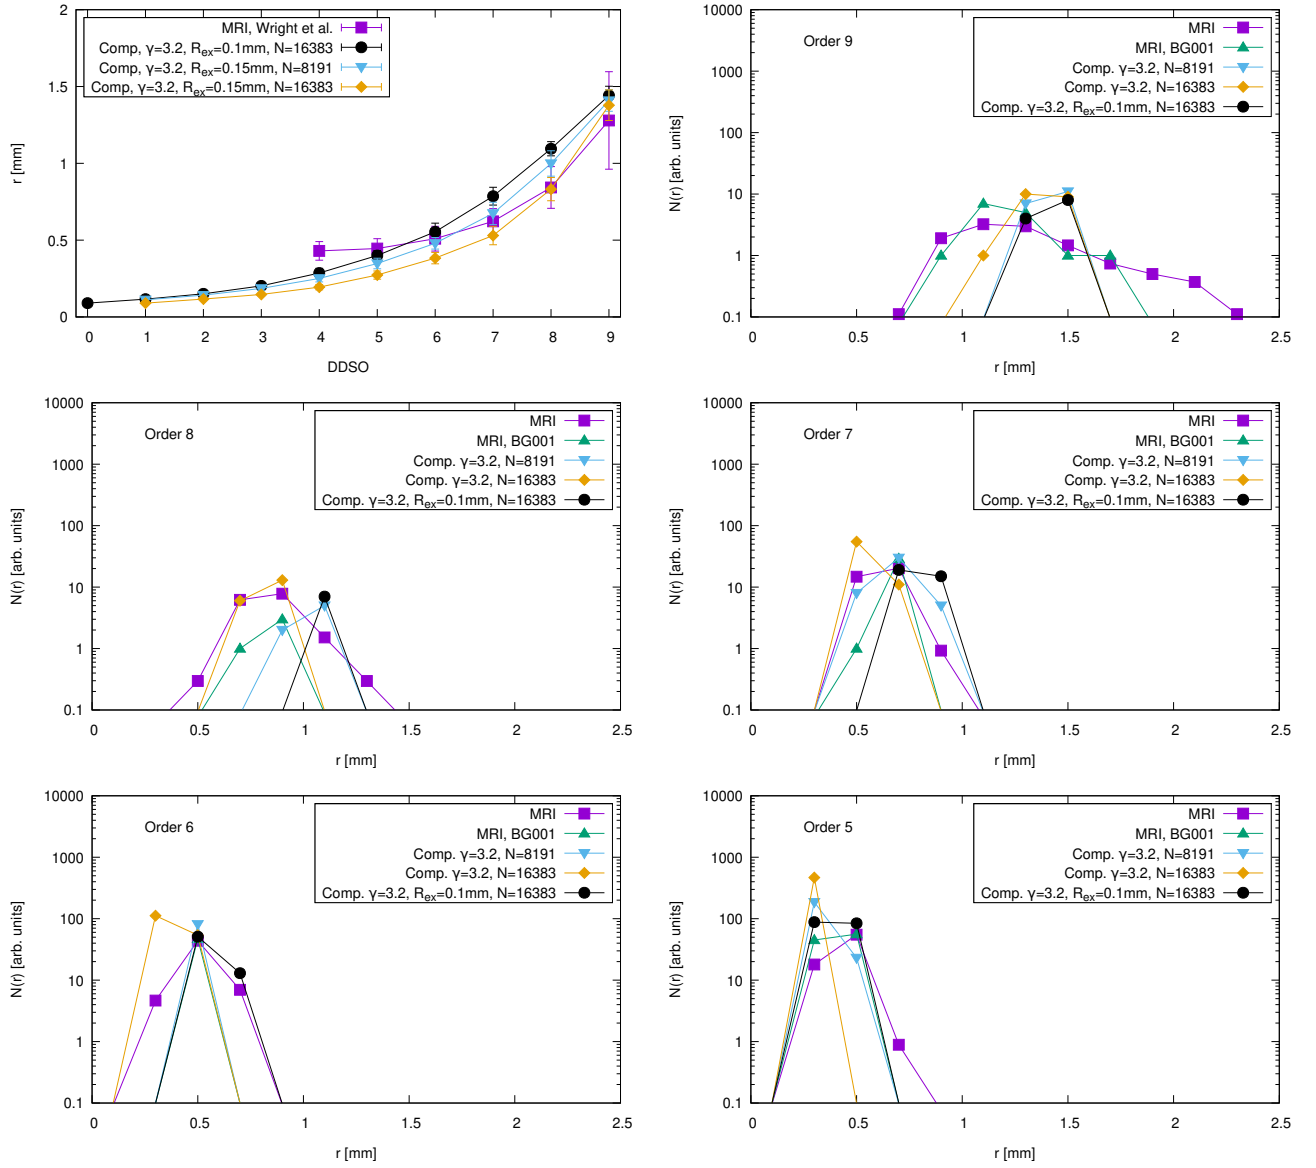 2
1.5
1
0.5
0
r [mm]
0 1 2 3 4 5 6 7 8 9
DDSO
MRI, Wright et al.
Comp, γ=3.2, Rex=0.1mm, N=16383
Comp, γ=3.2, Rex=0.15mm, N=8191
Comp, γ=3.2, Rex=0.15mm, N=16383
10000
1000
100
10
1
0.1
N(r) [arb. units]
0 0.5 1 1.5 2 2.5
r [mm]
Order 9
MRI
MRI, BG001
Comp. γ=3.2, N=8191
Comp. γ=3.2, N=16383
Comp. γ=3.2, Rex=0.1mm, N=16383
10000
1000
100
10
1
0.1
N(r) [arb. units]
0 0.5 1 1.5 2 2.5
r [mm]
Order 8
MRI
MRI, BG001
Comp. γ=3.2, N=8191
Comp. γ=3.2, N=16383
Comp. γ=3.2, Rex=0.1mm, N=16383
10000
1000
100
10
1
0.1
N(r) [arb. units]
0 0.5 1 1.5 2 2.5
r [mm]
Order 7
MRI
MRI, BG001
Comp. γ=3.2, N=8191
Comp. γ=3.2, N=16383
Comp. γ=3.2, Rex=0.1mm, N=16383
10000
1000
100
10
1
0.1
N(r) [arb. units]
0 0.5 1 1.5 2 2.5
r [mm]
Order 6
MRI
MRI, BG001
Comp. γ=3.2, N=8191
Comp. γ=3.2, N=16383
Comp. γ=3.2, Rex=0.1mm, N=16383
10000
1000
100
10
1
0.1
N(r) [arb. units]
0 0.5 1 1.5 2 2.5
r [mm]
Order 5
MRI
MRI, BG001
Comp. γ=3.2, N=8191
Comp. γ=3.2, N=16383
Comp. γ=3.2, Rex=0.1mm, N=16383